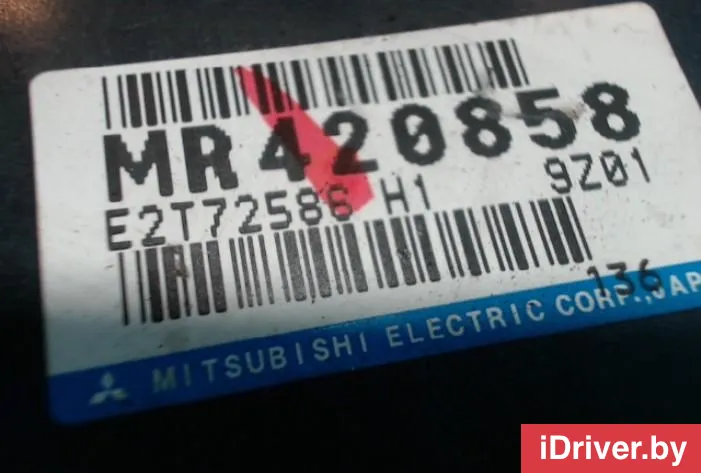 MR420858
E2T72586 H1 9Z01
136
MITSUBISHI ELECTRIC CORP.,JAP
iDriver.by